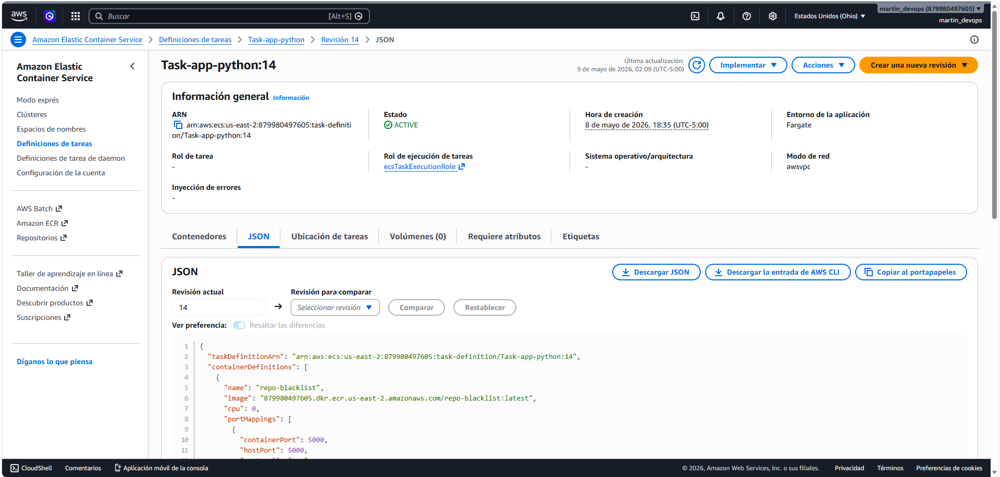 aws
Buscar
[Alt+S]
Estados Unidos (Ohio)
martin_devops (879980497605)
martin_devops
Amazon Elastic Container Service
Definiciones de tareas
Task-app-python
Revisión 14
JSON
Amazon Elastic
Container Service
Modo exprés
Clústeres
Espacios de nombres
Definiciones de tareas
Definiciones de tarea de daemon
Configuración de la cuenta
AWS Batch
Amazon ECR
Repositorios
Taller de aprendizaje en línea
Documentación
Descubrir productos
Suscripciones
Díganos lo que piensa
Task-app-python:14
Última actualización:
9 de mayo de 2026, 02:09 (UTC-5:00)
Implementar
Acciones
Crear una nueva revisión
Información general Información
ARN
arn:aws:ecs:us-east-2:879980497605:task-definiti
on/Task-app-python:14
Estado
ACTIVE
Hora de creación
8 de mayo de 2026, 18:35 (UTC-5:00)
Entorno de la aplicación
Fargate
Rol de tarea
-
Rol de ejecución de tareas
ecsTaskExecutionRole
Sistema operativo/arquitectura
-
Modo de red
awsvpc
Inyección de errores
-
Contenedores
JSON
Ubicación de tareas
Volúmenes (0)
Requiere atributos
Etiquetas
JSON
Descargar JSON
Descargar la entrada de AWS CLI
Copiar al portapapeles
Revisión actual
14
Revisión para comparar
Seleccionar revisión
Comparar
Restablecer
Ver preferencia:
Resaltar las diferencias
1 {
2 "taskDefinitionArn": "arn:aws:ecs:us-east-2:879980497605:task-definition/Task-app-python:14",
3 "containerDefinitions": [
4 {
5 "name": "repo-blacklist",
6 "image": "879980497605.dkr.ecr.us-east-2.amazonaws.com/repo-blacklist:latest",
7 "cpu": 0,
8 "portMappings": [
9 {
10 "containerPort": 5000,
11 "hostPort": 5000,
CloudShell
Comentarios
Aplicación móvil de la consola
© 2026, Amazon Web Services, Inc. o sus filiales.
Privacidad
Términos
Preferencias de cookies